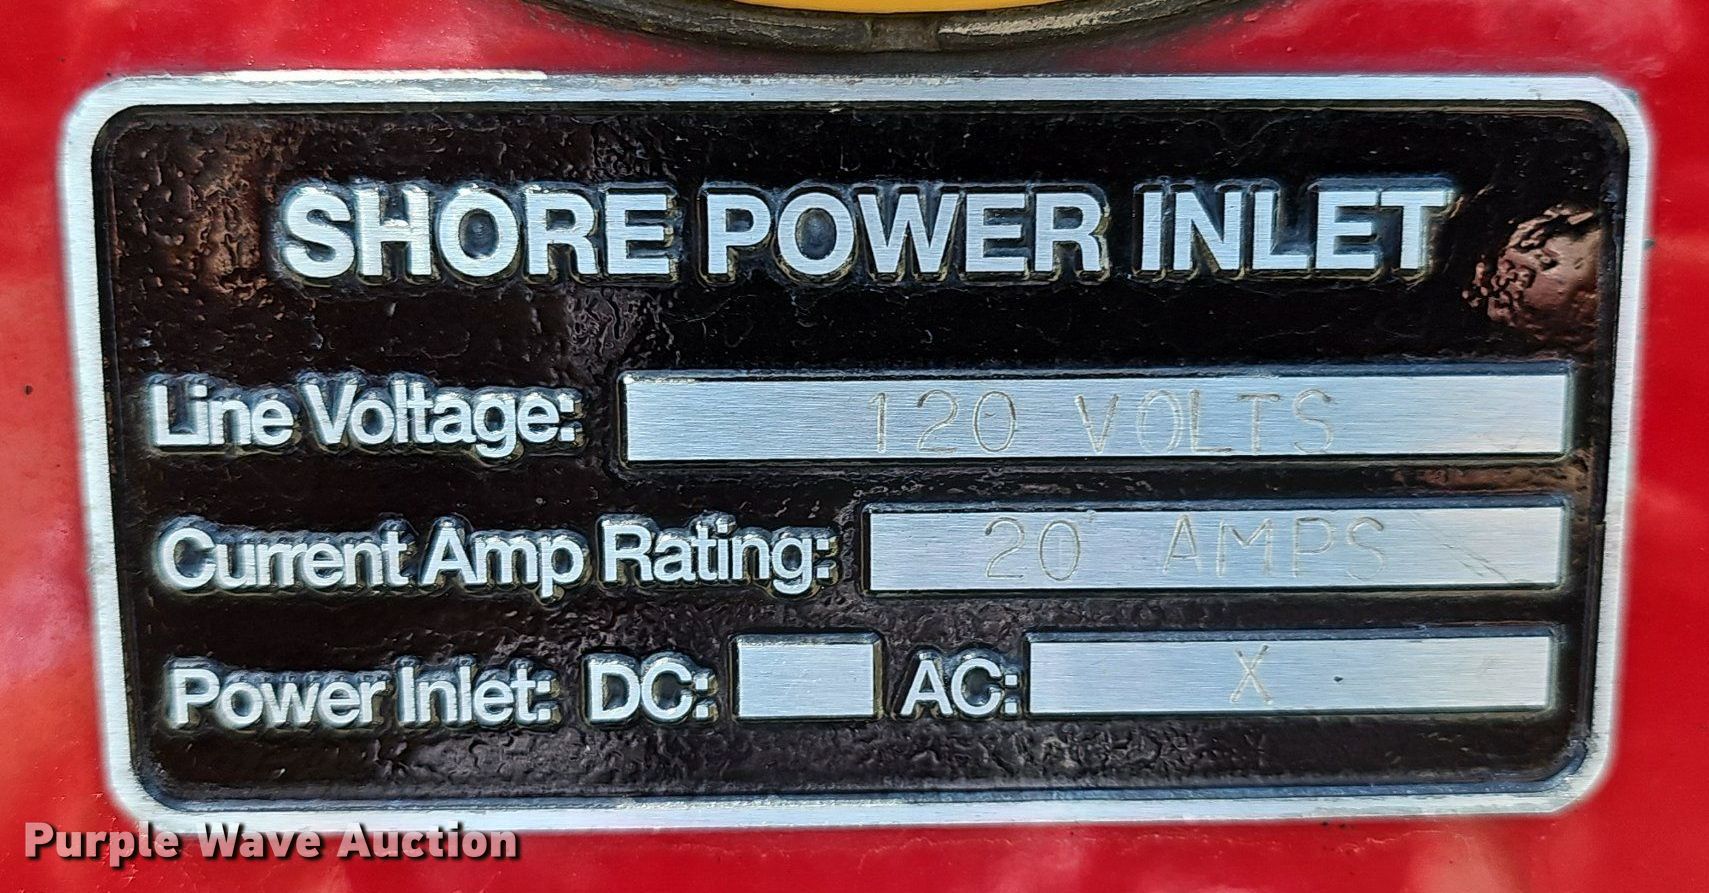 SHORE POWER INLET
Line Voltage: 120 VOLTS
Current Amp Rating: 20 AMPS
Power Inlet: DC: AC: X
Purple Wave Auction